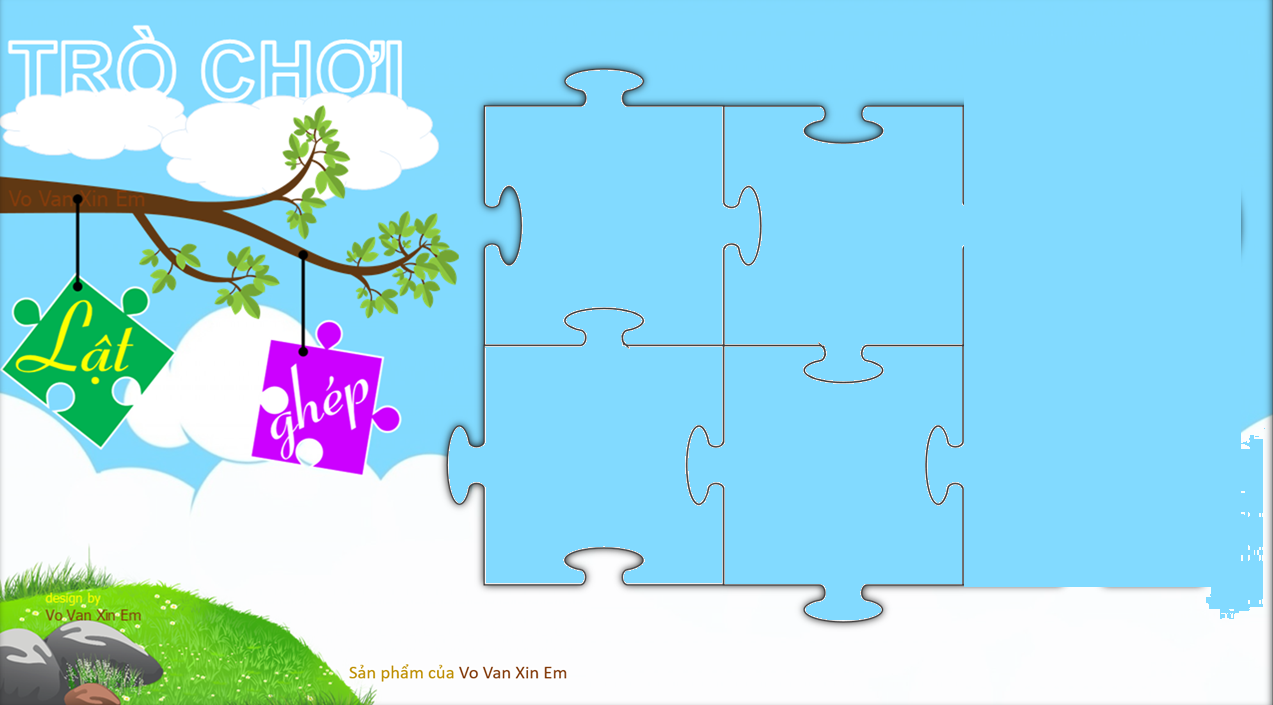 TRÒ CHƠI
Vo Van Xin Em
Lật
ghép
design by
Vo Van Xin Em
Sản phẩm của Vo Van Xin Em